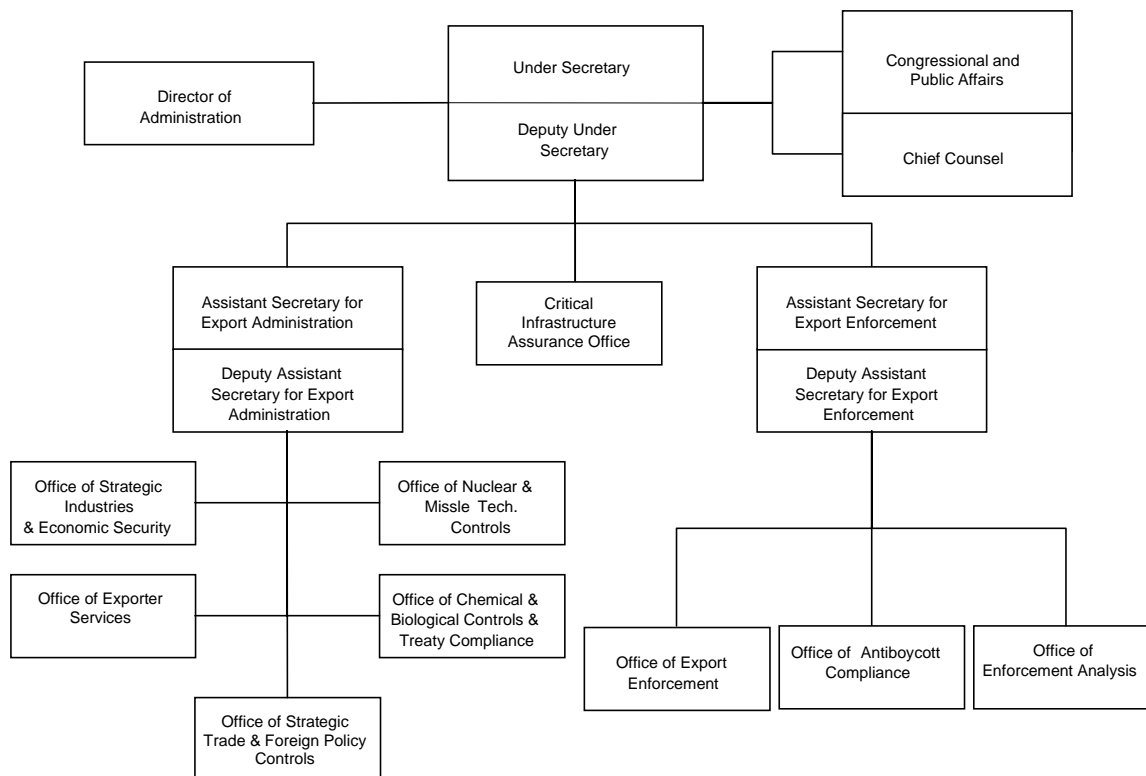 Under Secretary
Congressional and
Public Affairs
Director of
Administration
Deputy Under
Secretary
Chief Counsel
Assistant Secretary for
Export Administration
Critical
Infrastructure
Assurance Office
Assistant Secretary for
Export Enforcement
Deputy Assistant
Secretary for Export
Administration
Deputy Assistant
Secretary for Export
Enforcement
Office of Strategic
Industries
& Economic Security
Office of Nuclear &
Missle Tech.
Controls
Office of Exporter
Services
Office of Chemical &
Biological Controls &
Treaty Compliance
Office of Strategic
Trade & Foreign Policy
Controls
Office of Export
Enforcement
Office of Antiboycott
Compliance
Office of
Enforcement Analysis